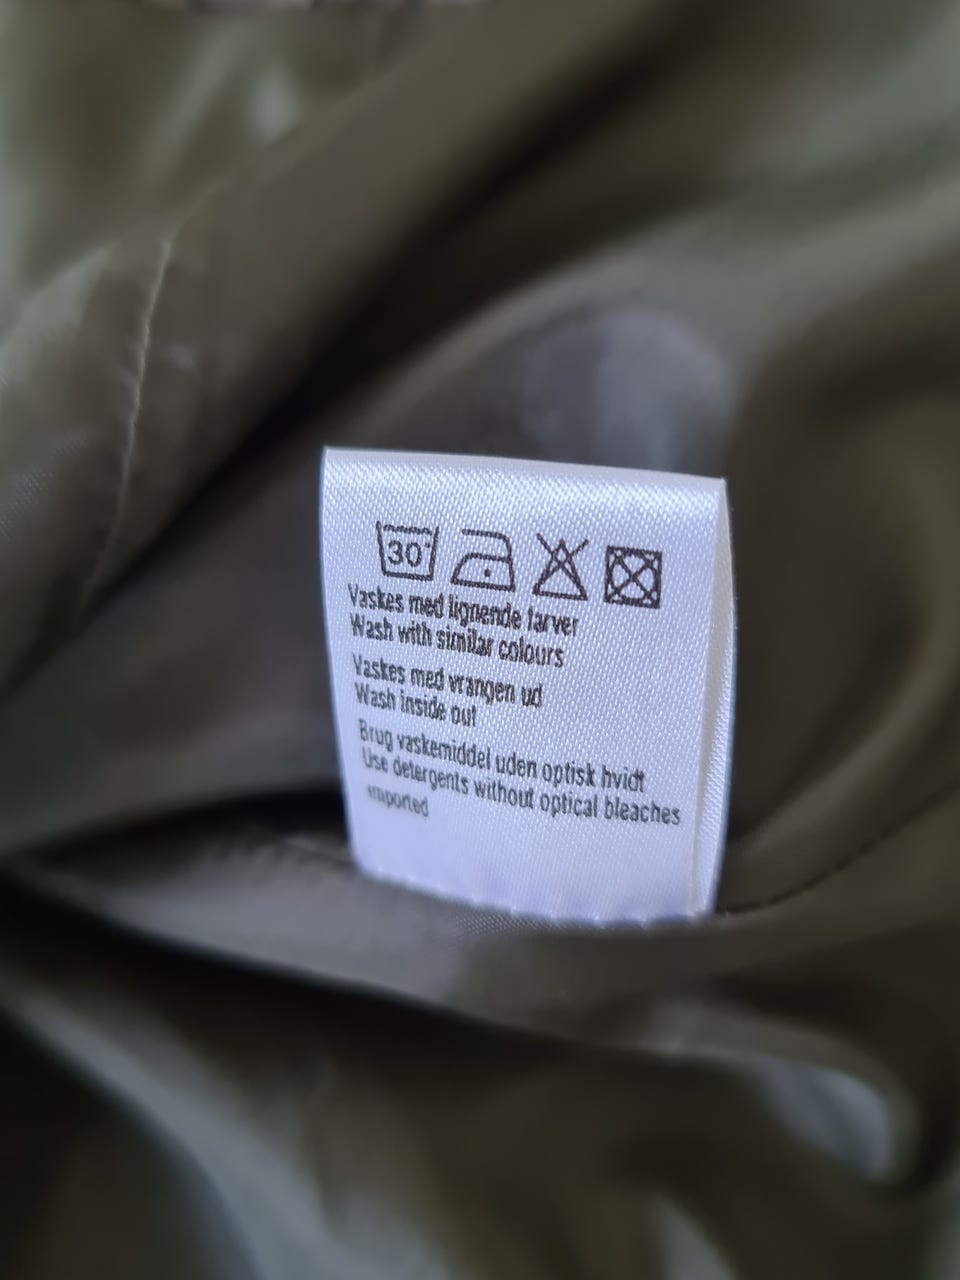 30°
Vaskes med lignende farver
Wash with similar colours
Vaskes med vrangen ud
Wash inside out
Brug vaskemiddel uden optisk hvidt
Use detergents without optical bleaches
imported